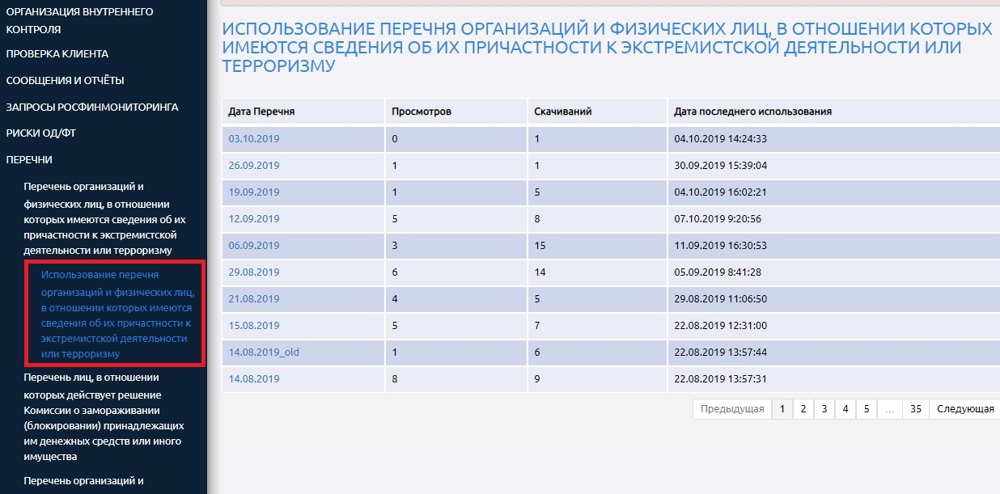 ОРГАНИЗАЦИЯ ВНУТРЕННЕГО
КОНТРОЛЯ
ПРОВЕРКА КЛИЕНТА
СООБЩЕНИЯ И ОТЧЁТЫ
ЗАПРОСЫ РОСФИНМОНИТОРИНГА
РИСКИ ОД/ФТ
ПЕРЕЧНИ
Перечень организаций и
физических лиц, в отношении
которых имеются сведения об их
причастности к экстремистской
деятельности или терроризму
Использование перечня
организаций и физических лиц,
в отношении которых имеются
сведения об их причастности к
экстремистской деятельности
или терроризму
Перечень лиц, в отношении
которых действует решение
Комиссии о замораживании
(блокировании) принадлежащих
им денежных средств или иного
имущества
Перечень организаций и
ИСПОЛЬЗОВАНИЕ ПЕРЕЧНЯ ОРГАНИЗАЦИЙ И ФИЗИЧЕСКИХ ЛИЦ, В ОТНОШЕНИИ КОТОРЫХ
ИМЕЮТСЯ СВЕДЕНИЯ ОБ ИХ ПРИЧАСТНОСТИ К ЭКСТРЕМИСТСКОЙ ДЕЯТЕЛЬНОСТИ ИЛИ
ТЕРРОРИЗМУ
Дата Перечня Просмотров Скачиваний Дата последнего использования
03.10.2019 0 1 04.10.2019 14:24:33
26.09.2019 1 1 30.09.2019 15:39:04
19.09.2019 1 5 04.10.2019 16:02:21
12.09.2019 5 8 07.10.2019 9:20:56
06.09.2019 3 15 11.09.2019 16:30:53
29.08.2019 6 14 05.09.2019 8:41:28
21.08.2019 4 5 29.08.2019 11:06:50
15.08.2019 5 7 22.08.2019 12:31:00
14.08.2019_old 1 6 22.08.2019 13:57:44
14.08.2019 8 9 22.08.2019 13:57:31
Предыдущая 1 2 3 4 5 ... 35 Следующая